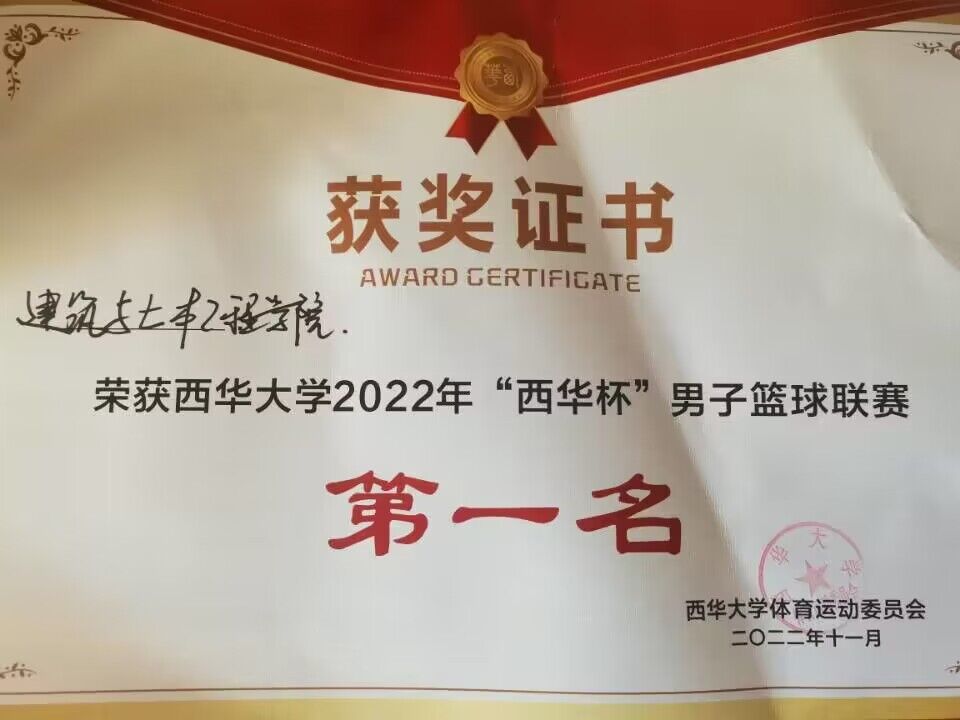 获奖证书
AWARD CERTIFICATE
建筑与土木工程学院.
荣获西华大学2022年“西华杯”男子篮球联赛
第一名
西华大学体育运动委员会
二〇二二年十一月